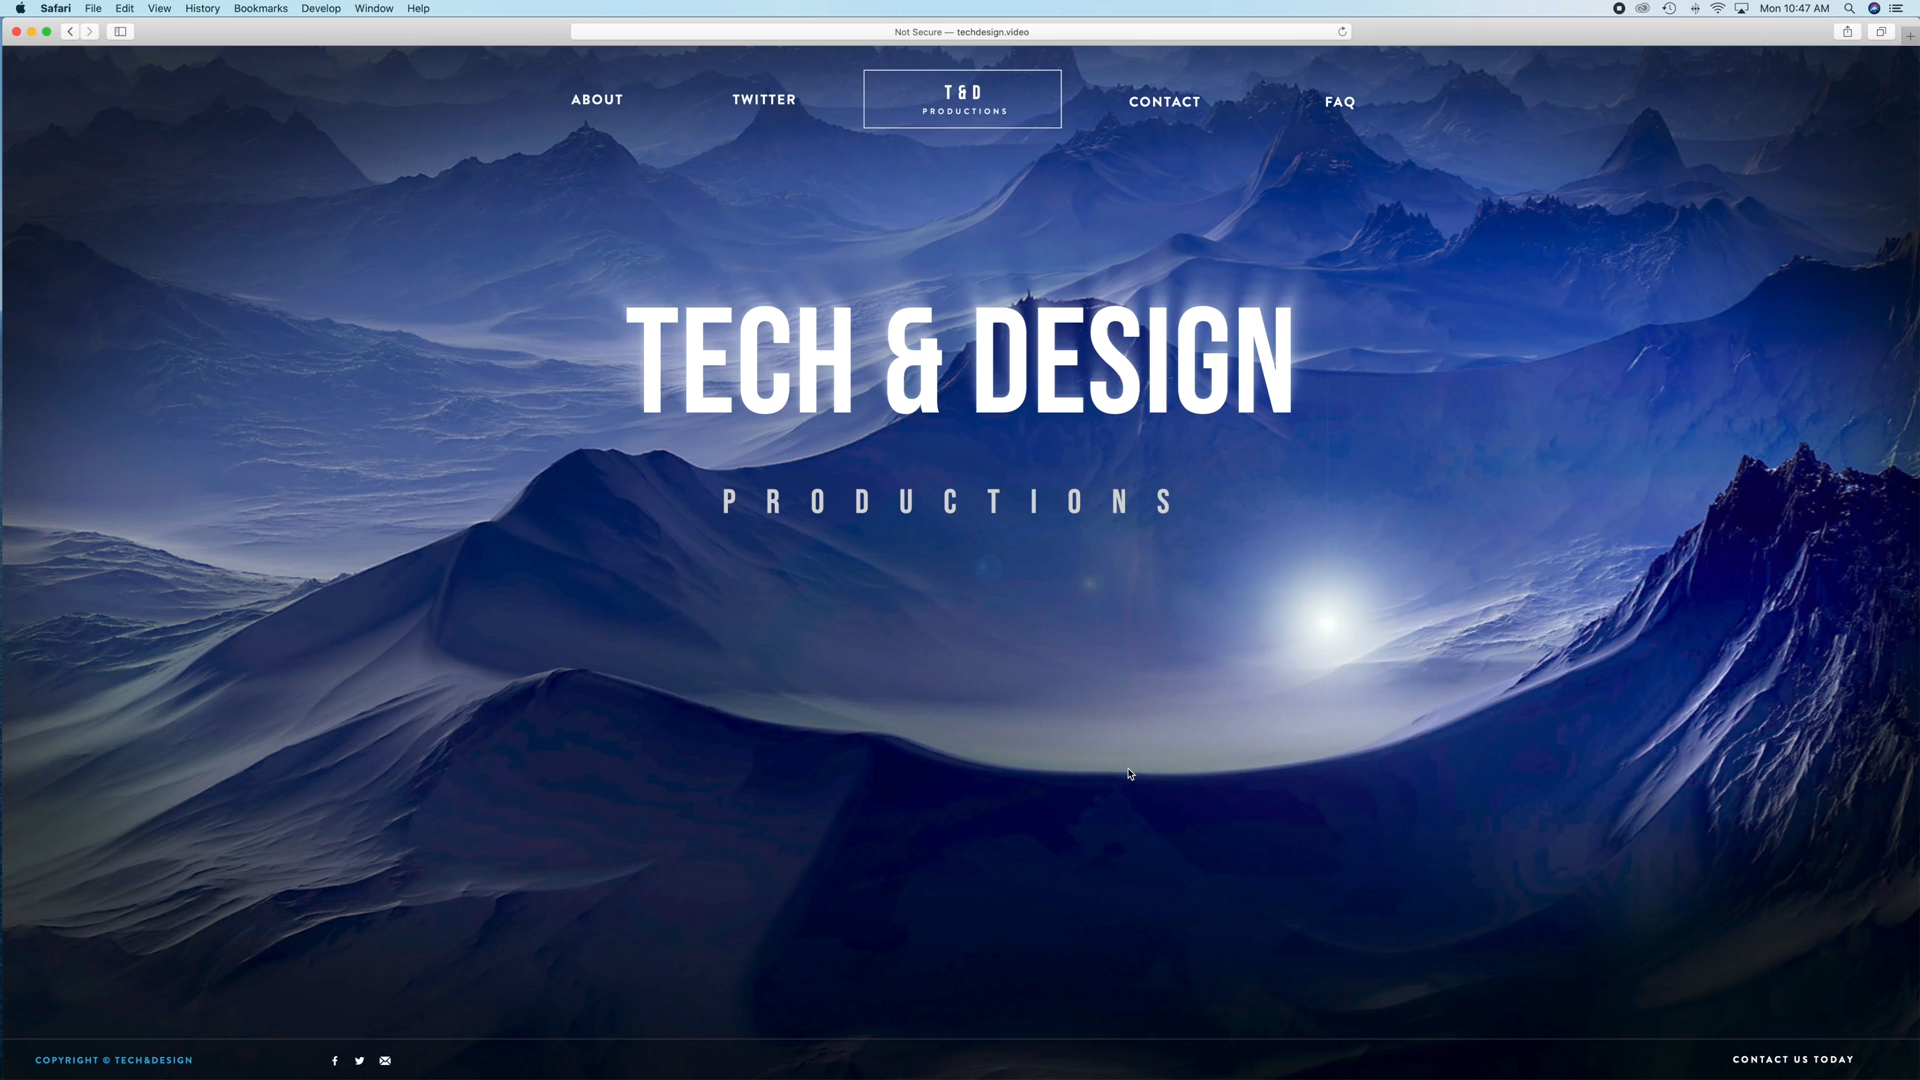 Safari File Edit View History Bookmarks Develop Window Help Mon 10:47 AM
Not Secure — techdesign.video
ABOUT TWITTER T&D CONTACT FAQ
PRODUCTIONS
TECH & DESIGN
PRODUCTIONS
COPYRIGHT © TECH&DESIGN CONTACT US TODAY